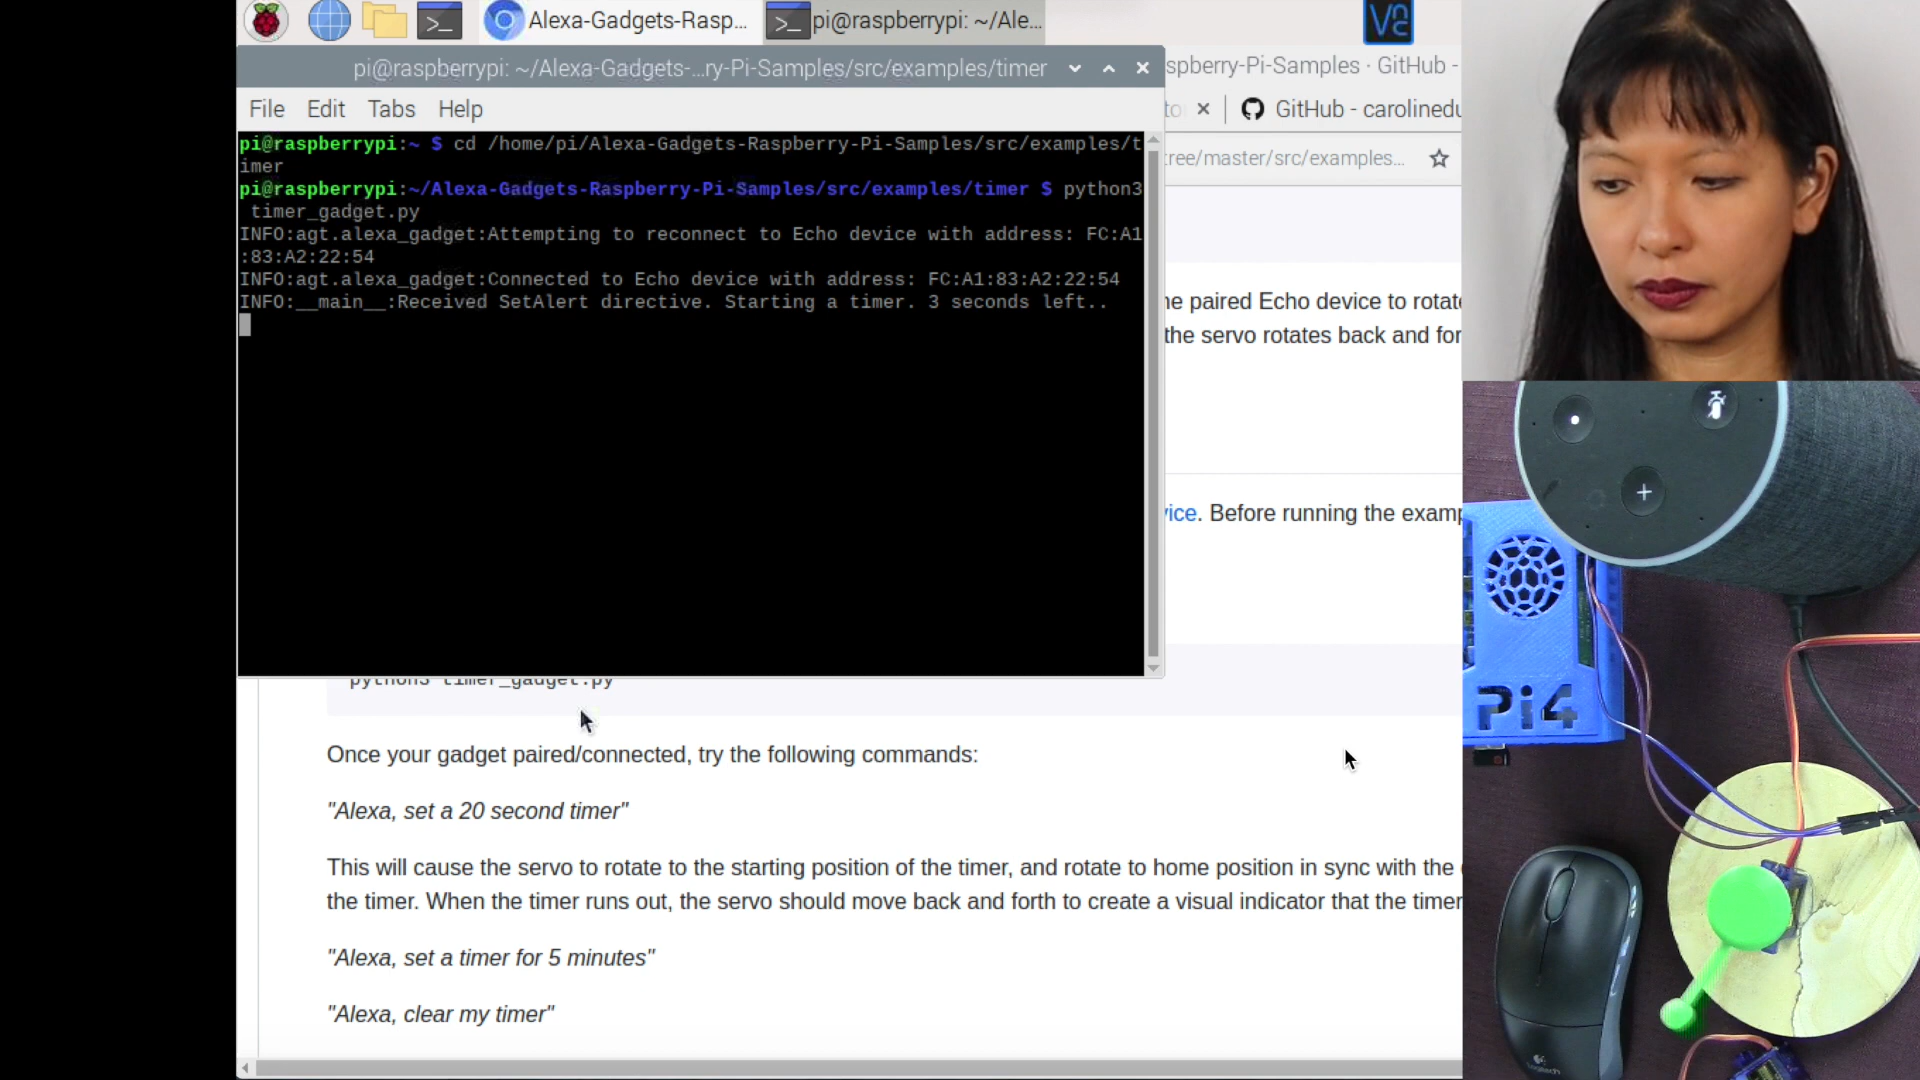 Alexa-Gadgets-Rasp...
pi@raspberrypi: ~/Ale...
VNC
pi@raspberrypi: ~/Alexa-Gadgets-...ry-Pi-Samples/src/examples/timer
spberry-Pi-Samples · GitHub -
File Edit Tabs Help
GitHub - carolinedu
tree/master/src/examples...
pi@raspberrypi:~ $ cd /home/pi/Alexa-Gadgets-Raspberry-Pi-Samples/src/examples/t
imer
pi@raspberrypi:~/Alexa-Gadgets-Raspberry-Pi-Samples/src/examples/timer $ python3
timer_gadget.py
INFO:agt.alexa_gadget:Attempting to reconnect to Echo device with address: FC:A1
:83:A2:22:54
INFO:agt.alexa_gadget:Connected to Echo device with address: FC:A1:83:A2:22:54
INFO:__main__:Received SetAlert directive. Starting a timer. 3 seconds left..
e paired Echo device to rotate
the servo rotates back and for
vice. Before running the examp
python3 timer_gadget.py
Once your gadget paired/connected, try the following commands:
"Alexa, set a 20 second timer"
This will cause the servo to rotate to the starting position of the timer, and rotate to home position in sync with the
the timer. When the timer runs out, the servo should move back and forth to create a visual indicator that the timer
"Alexa, set a timer for 5 minutes"
"Alexa, clear my timer"
Pi4
Logitech